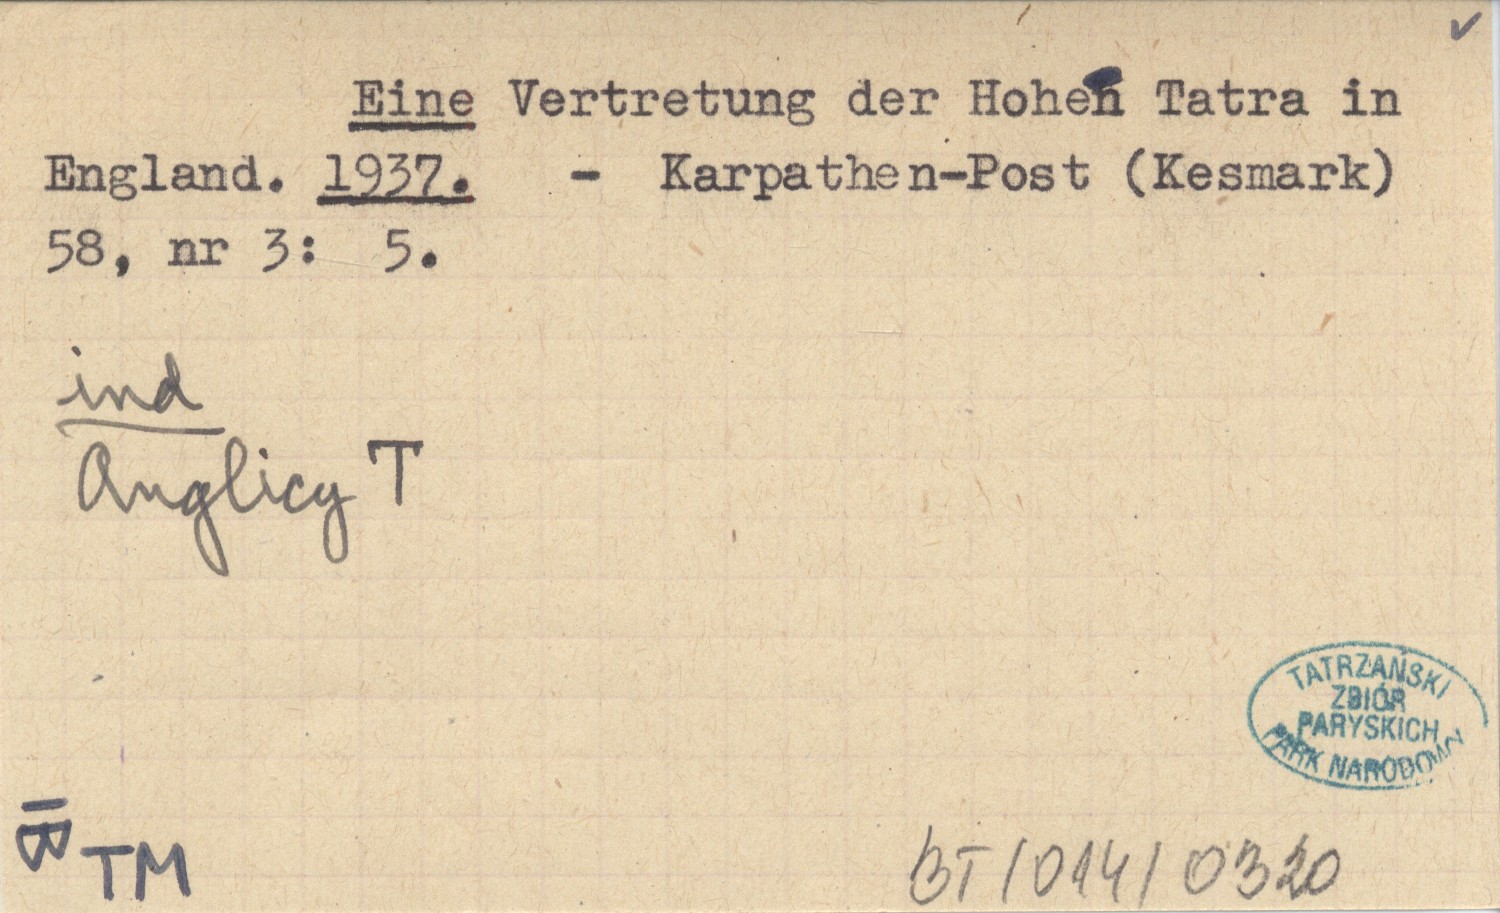 Eine Vertretung der Hohen Tatra in
England. 1937. - Karpathen-Post (Kesmark)
58, nr 3: 5.
ind
Anglicy T
TATRZAŃSKI
ZBIÓR
PARYSKICH
PARK NARODOWY
IB
TM
BT/014/0320